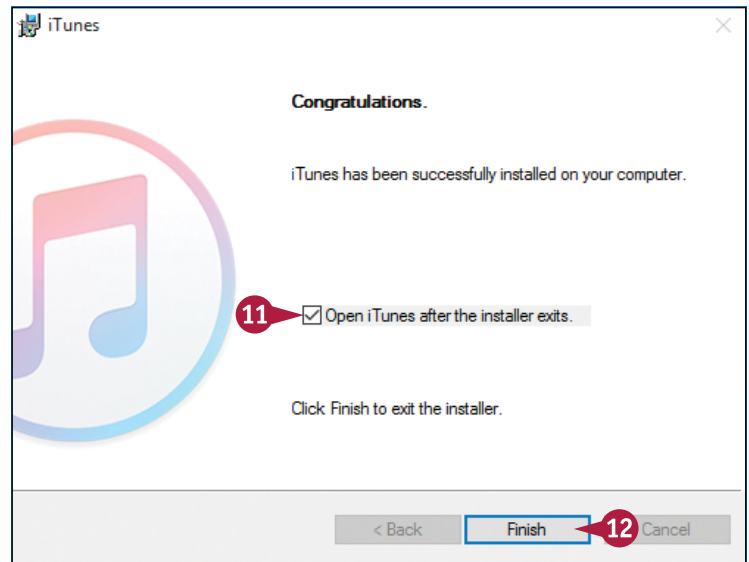 iTunes
Congratulations.
iTunes has been successfully installed on your computer.
11
Open iTunes after the installer exits.
Click Finish to exit the installer.
< Back
Finish
12
Cancel